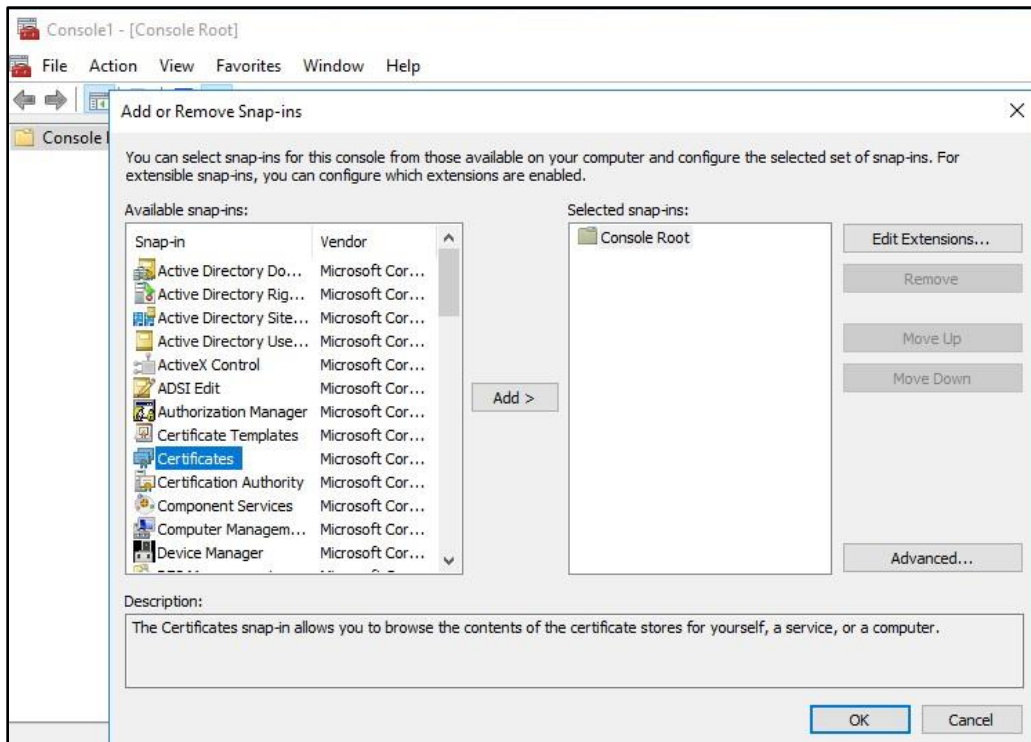 Console1 - [Console Root]
File Action View Favorites Window Help
Add or Remove Snap-ins
Console
You can select snap-ins for this console from those available on your computer and configure the selected set of snap-ins. For
extensible snap-ins, you can configure which extensions are enabled.
Available snap-ins:
Snap-in Vendor
Active Directory Do... Microsoft Cor...
Active Directory Rig... Microsoft Cor...
Active Directory Site... Microsoft Cor...
Active Directory Use... Microsoft Cor...
ActiveX Control Microsoft Cor...
ADSI Edit Microsoft Cor...
Authorization Manager Microsoft Cor...
Certificate Templates Microsoft Cor...
Certificates Microsoft Cor...
Certification Authority Microsoft Cor...
Component Services Microsoft Cor...
Computer Managem... Microsoft Cor...
Device Manager Microsoft Cor...
Add >
Selected snap-ins:
Console Root
Edit Extensions...
Remove
Move Up
Move Down
Advanced...
Description:
The Certificates snap-in allows you to browse the contents of the certificate stores for yourself, a service, or a computer.
OK Cancel